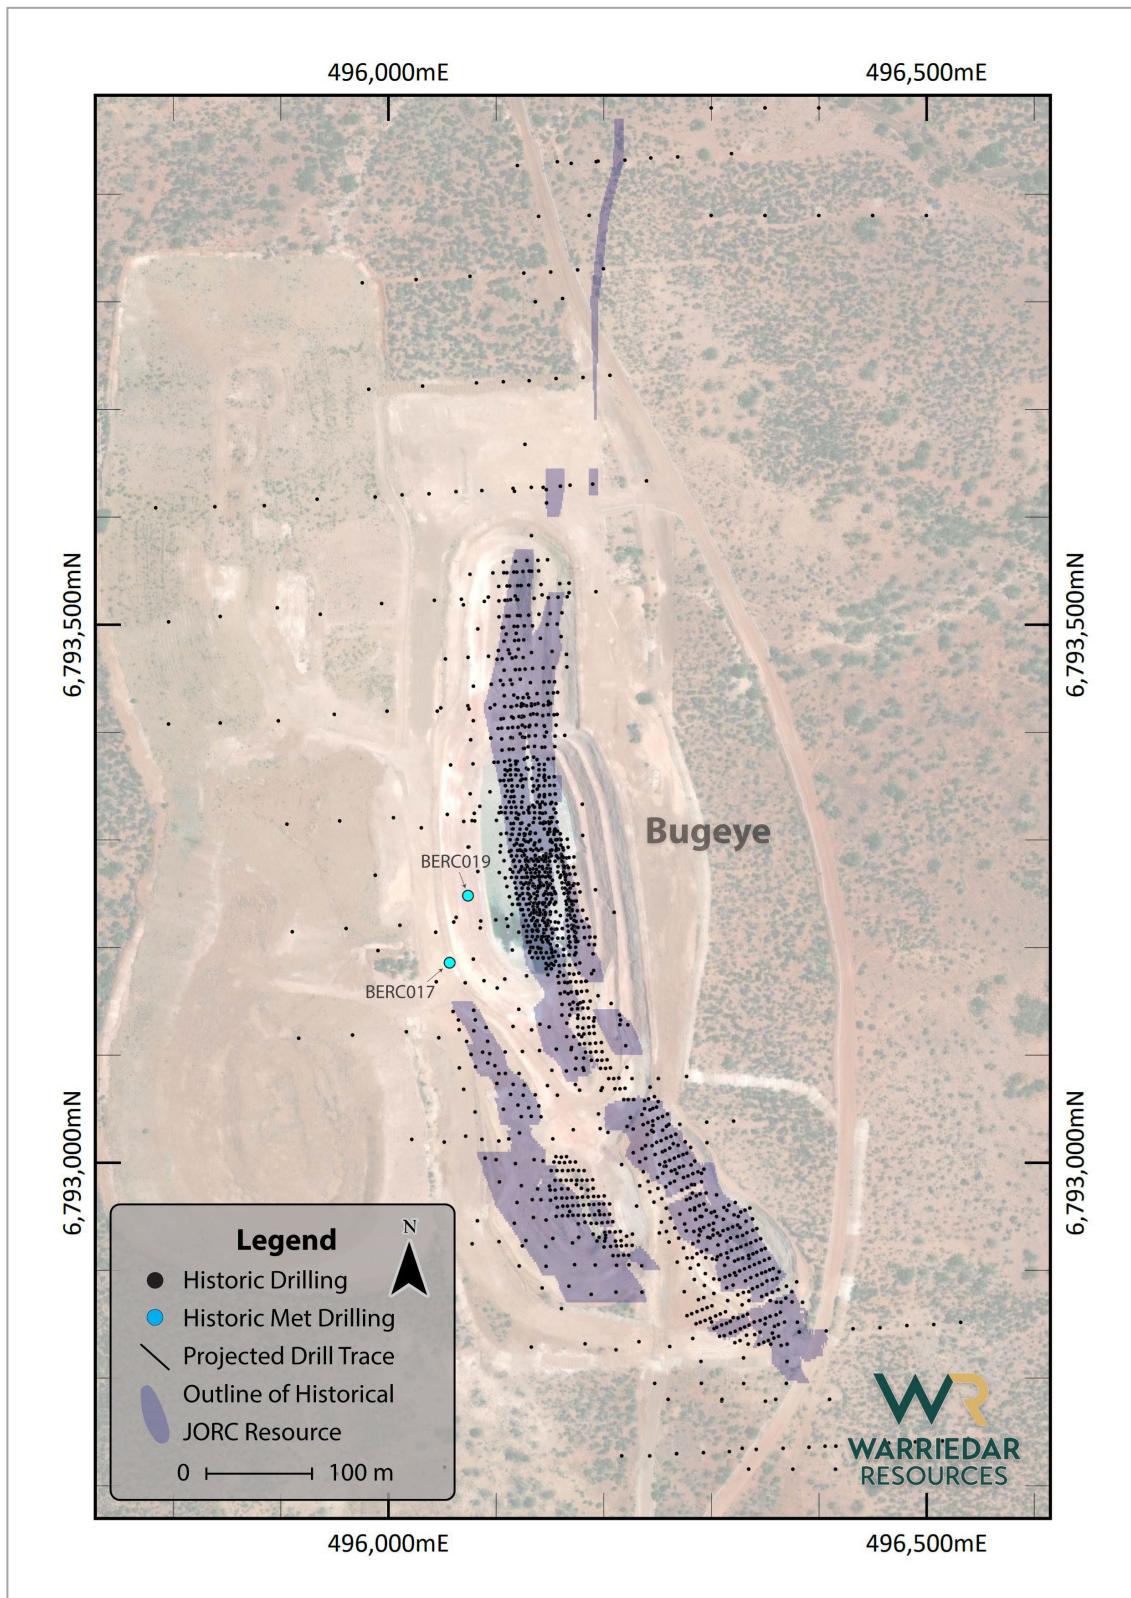 496,000mE
496,500mE
6,793,500mN
6,793,500mN
Bugeye
BERC019
BERC017
6,793,000mN
6,793,000mN
Legend
N
Historic Drilling
Historic Met Drilling
Projected Drill Trace
Outline of Historical
JORC Resource
0
100 m
WR
WARRIEDAR
RESOURCES
496,000mE
496,500mE